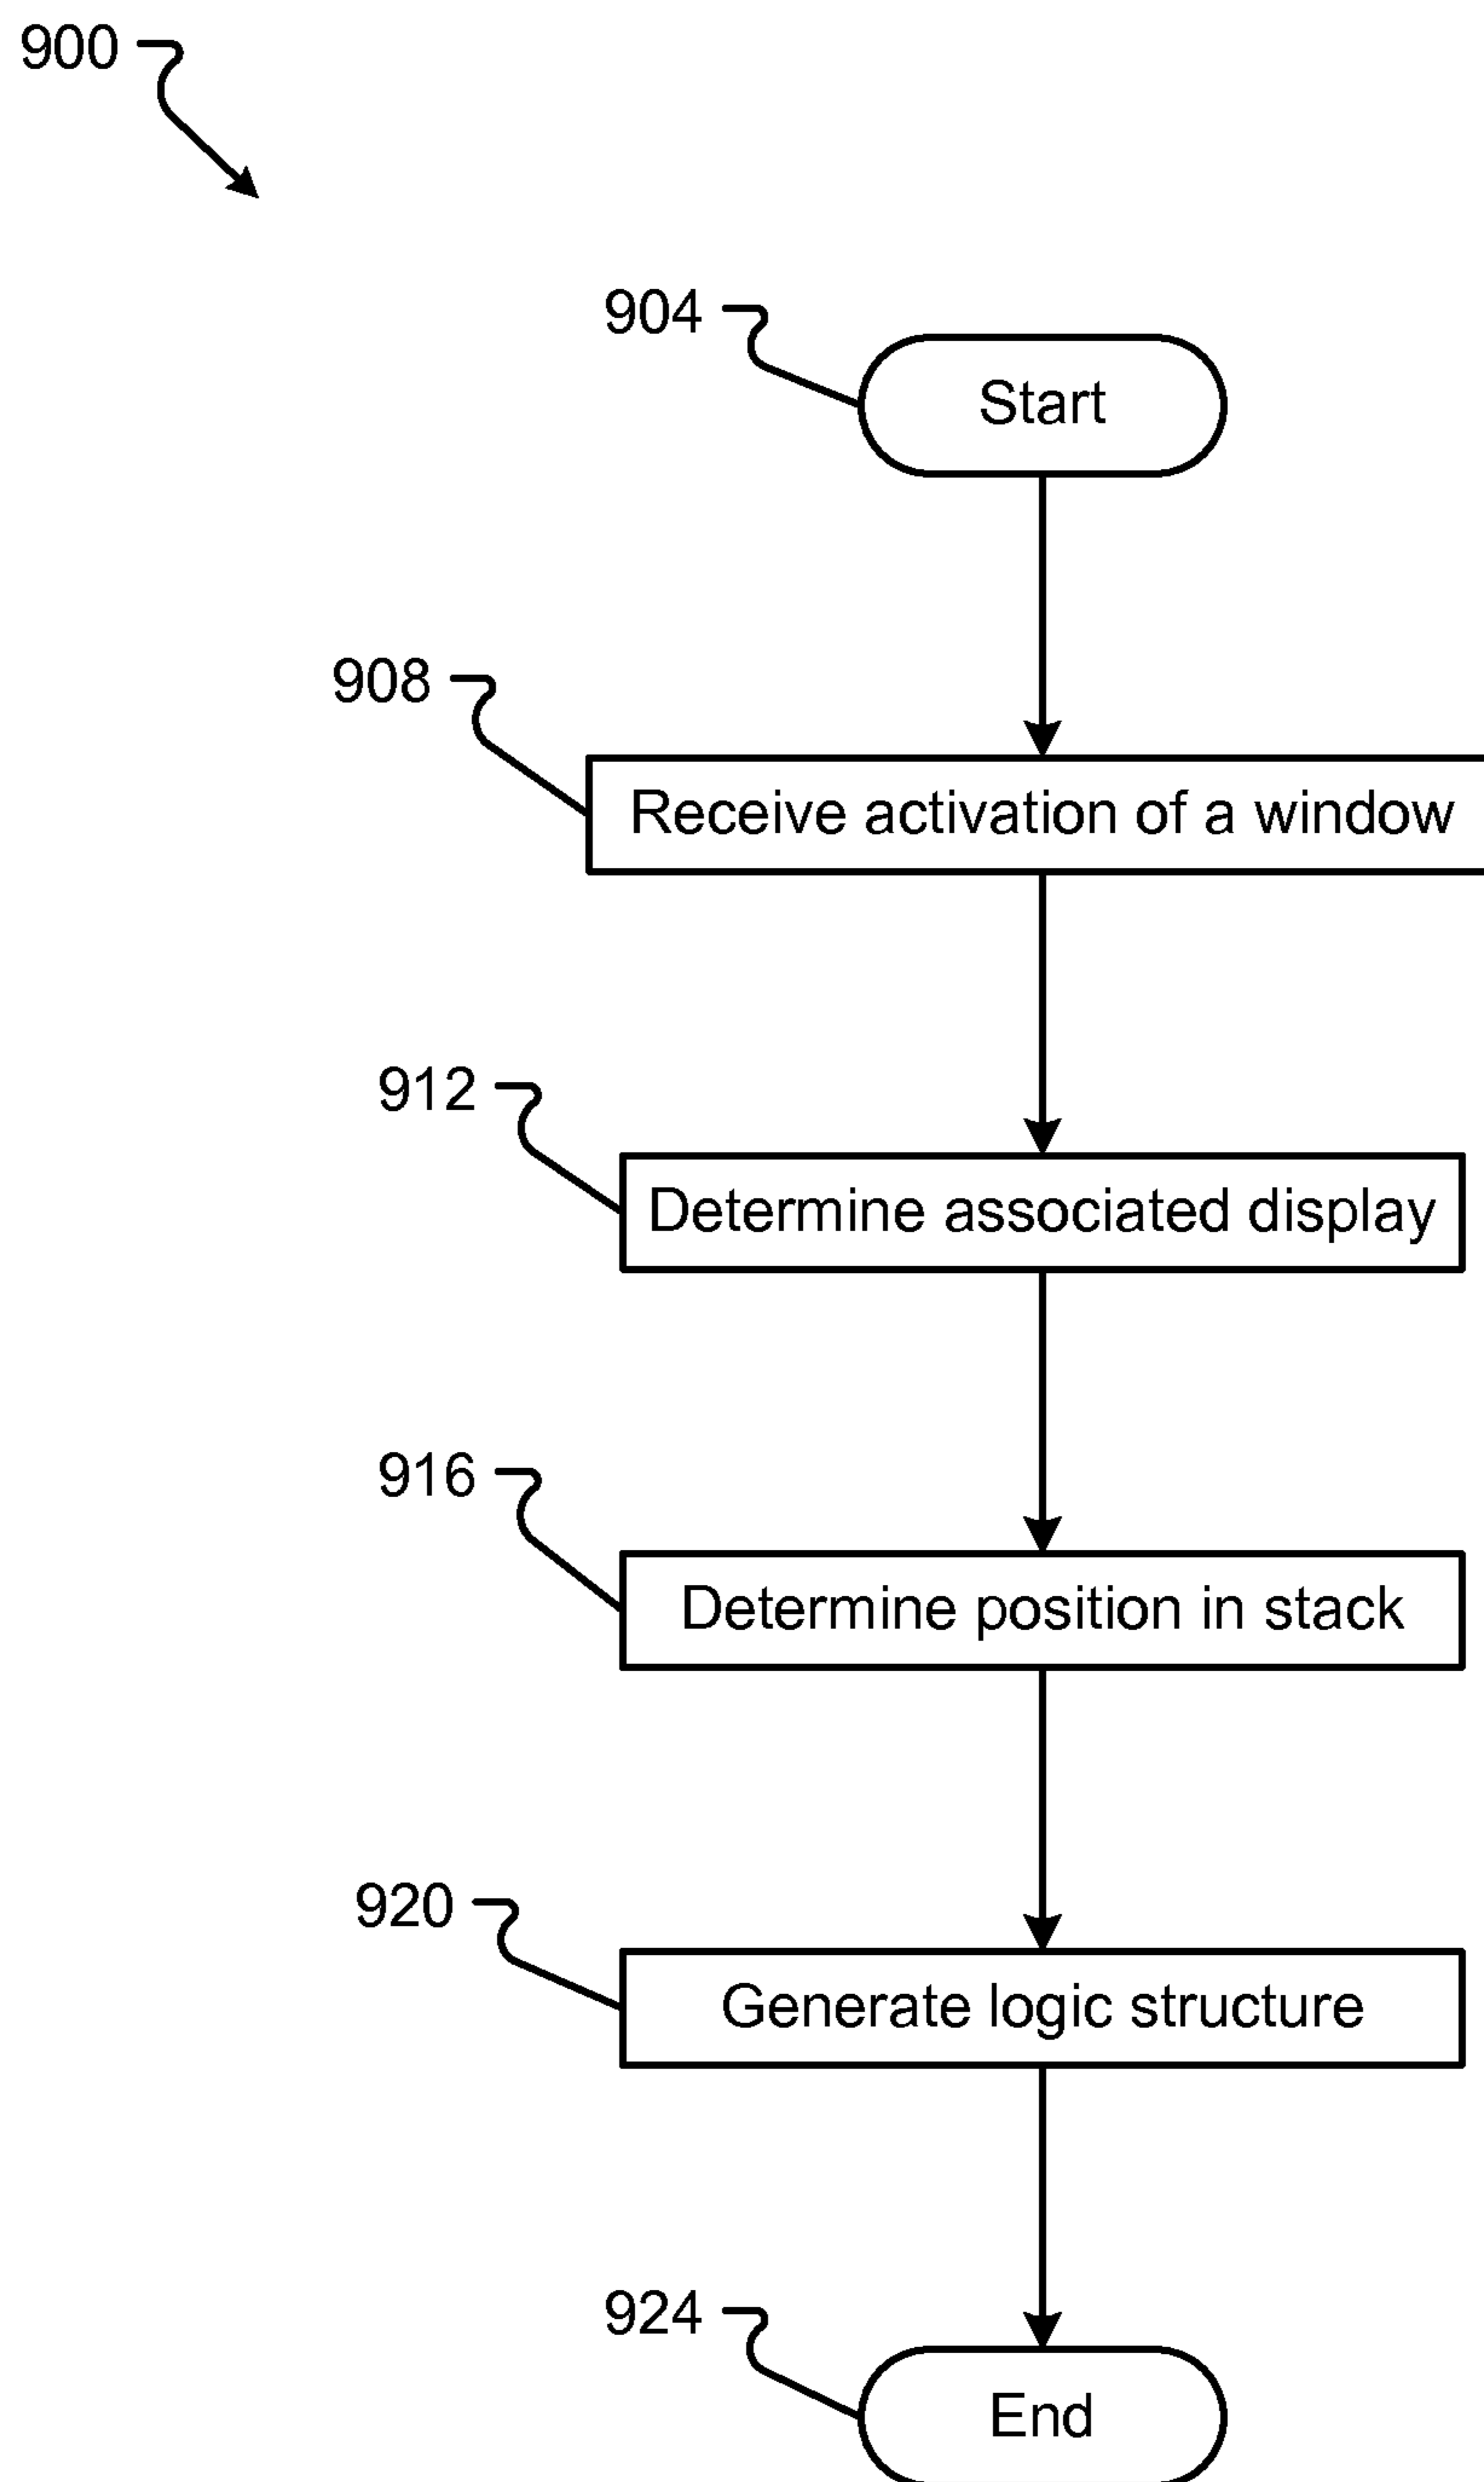 900
904
Start
908
Receive activation of a window
912
Determine associated display
916
Determine position in stack
920
Generate logic structure
924
End